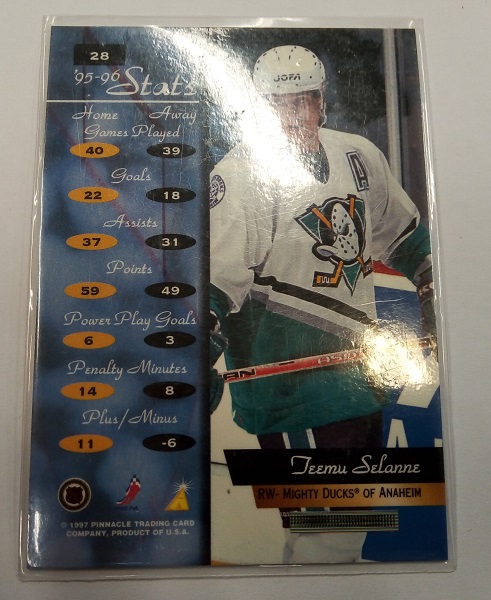 28
'95-96 Stats
Home Away
Games Played
40 39
Goals
22 18
Assists
37 31
Points
59 49
Power Play Goals
6 3
Penalty Minutes
14 8
Plus/Minus
11 -6
© 1997 PINNACLE TRADING CARD
COMPANY, PRODUCT OF U.S.A.
JOFA
A
Teemu Selanne
RW- MIGHTY DUCKS® OF ANAHEIM